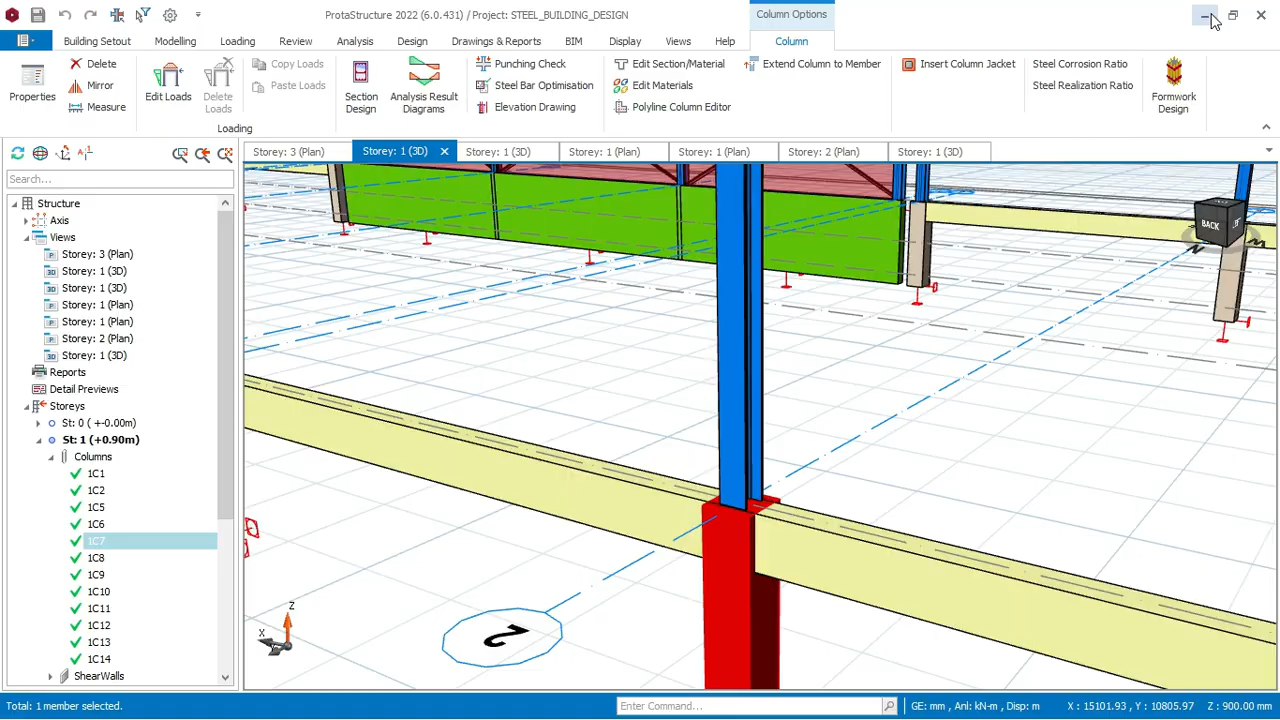 ProtaStructure 2022 (6.0.431) / Project: STEEL_BUILDING_DESIGN
Column Options
Building Setout
Modelling
Loading
Review
Analysis
Design
Drawings & Reports
BIM
Display
Views
Help
Column
Properties
Delete
Mirror
Measure
Edit Loads
Delete Loads
Copy Loads
Paste Loads
Loading
Section Design
Analysis Result Diagrams
Punching Check
Steel Bar Optimisation
Elevation Drawing
Edit Section/Material
Edit Materials
Polyline Column Editor
Extend Column to Member
Insert Column Jacket
Steel Corrosion Ratio
Steel Realization Ratio
Formwork Design
Storey: 3 (Plan)
Storey: 1 (3D)
Storey: 1 (3D)
Storey: 1 (Plan)
Storey: 1 (Plan)
Storey: 2 (Plan)
Storey: 1 (3D)
Search...
Structure
Axis
Views
Storey: 3 (Plan)
Storey: 1 (3D)
Storey: 1 (3D)
Storey: 1 (Plan)
Storey: 1 (Plan)
Storey: 2 (Plan)
Storey: 1 (3D)
Reports
Detail Previews
Storeys
St: 0 ( +-0.00m)
St: 1 (+0.90m)
Columns
1C1
1C2
1C5
1C6
1C7
1C8
1C9
1C10
1C11
1C12
1C13
1C14
ShearWalls
BACK
2
Z
X
Total: 1 member selected.
Enter Command...
GE: mm , Anl: kN-m , Disp: m
X : 15101.93 , Y : 10805.97
Z : 900.00 mm